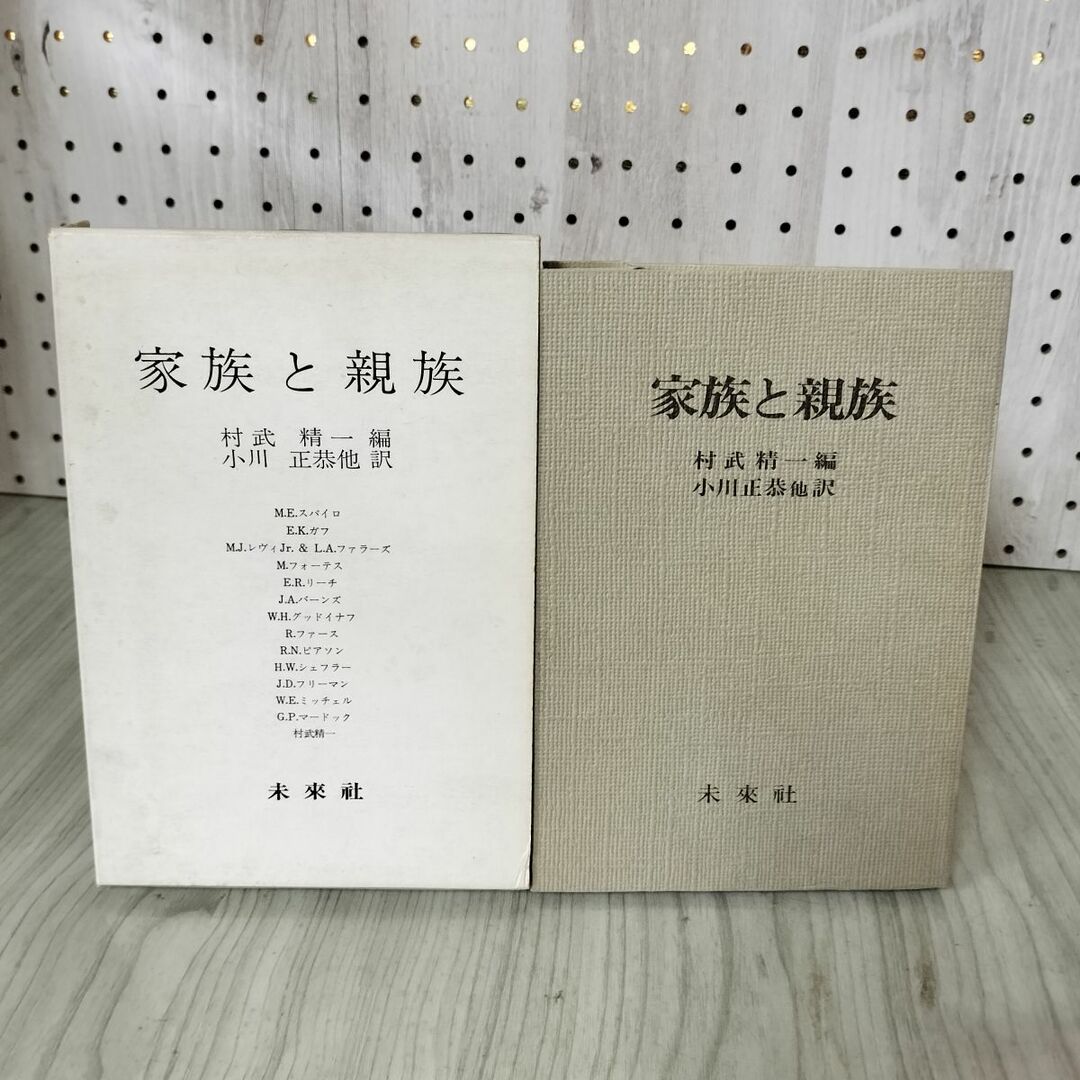 家族と親族
村武 精一 編
小川 正恭他 訳
M.E.スパイロ
E.K.ガフ
M.J.レヴィJr. & L.A.ファラーズ
M.フォーテス
E.R.リーチ
J.A.バーンズ
W.H.グッドイナフ
R.ファース
R.N.ピアソン
H.W.シェフラー
J.D.フリーマン
W.E.ミッチェル
G.P.マードック
村武精一
未來社
家族と親族
村武精一編
小川正恭他訳
未來社